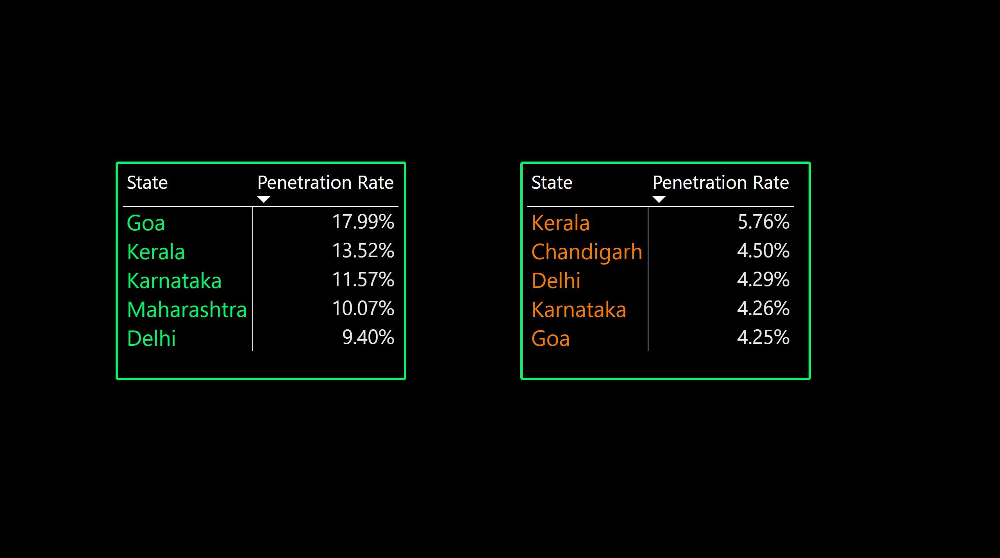 State Penetration Rate
Goa 17.99%
Kerala 13.52%
Karnataka 11.57%
Maharashtra 10.07%
Delhi 9.40%
State Penetration Rate
Kerala 5.76%
Chandigarh 4.50%
Delhi 4.29%
Karnataka 4.26%
Goa 4.25%